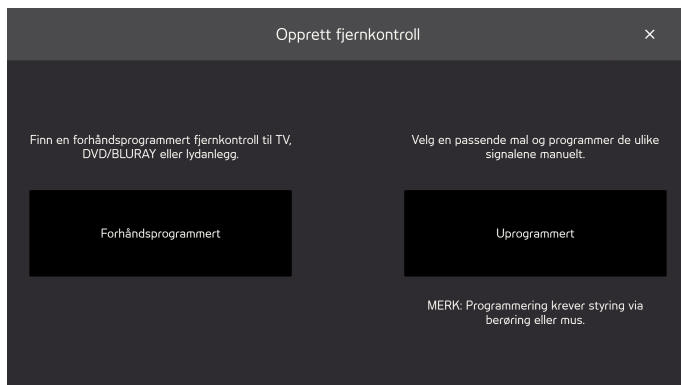 Opprett fjernkontroll
Finn en forhåndsprogrammert fjernkontroll til TV,
DVD/BLURAY eller lydanlegg.
Forhåndsprogrammert
Velg en passende mal og programmer de ulike
signalene manuelt.
Uprogrammert
MERK: Programmering krever styring via
berøring eller mus.